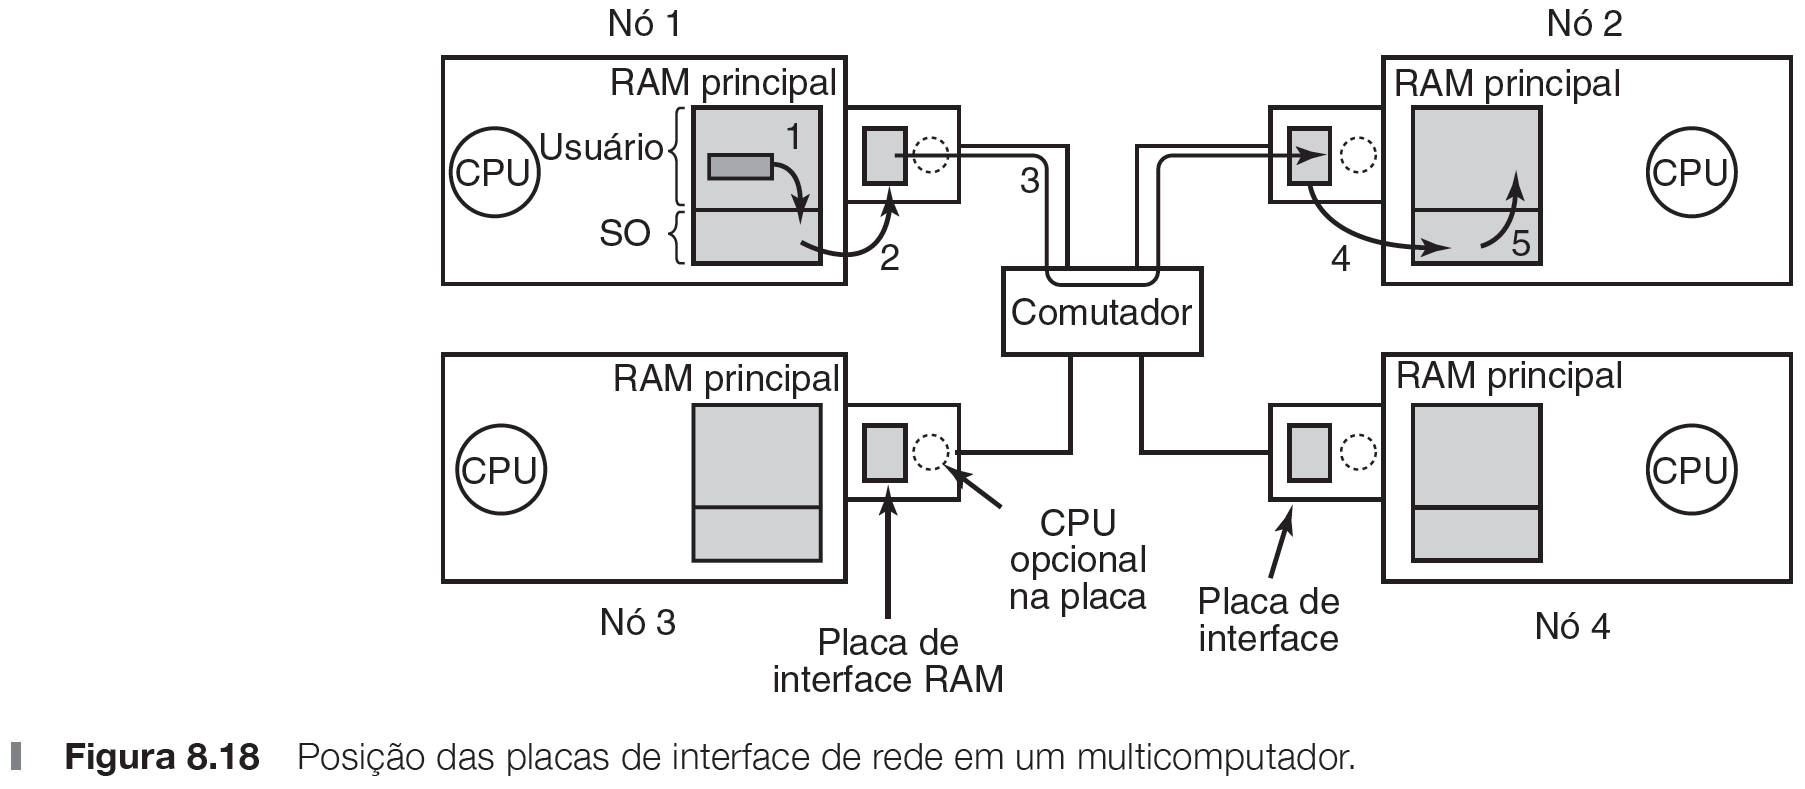 Nó 1
Nó 2
RAM principal
RAM principal
CPU
Usuário
1
SO
2
3
4
5
CPU
Comutador
RAM principal
RAM principal
CPU
CPU
CPU
opcional
na placa
Placa de
interface
Nó 3
Nó 4
Placa de
interface RAM
Figura 8.18 Posição das placas de interface de rede em um multicomputador.